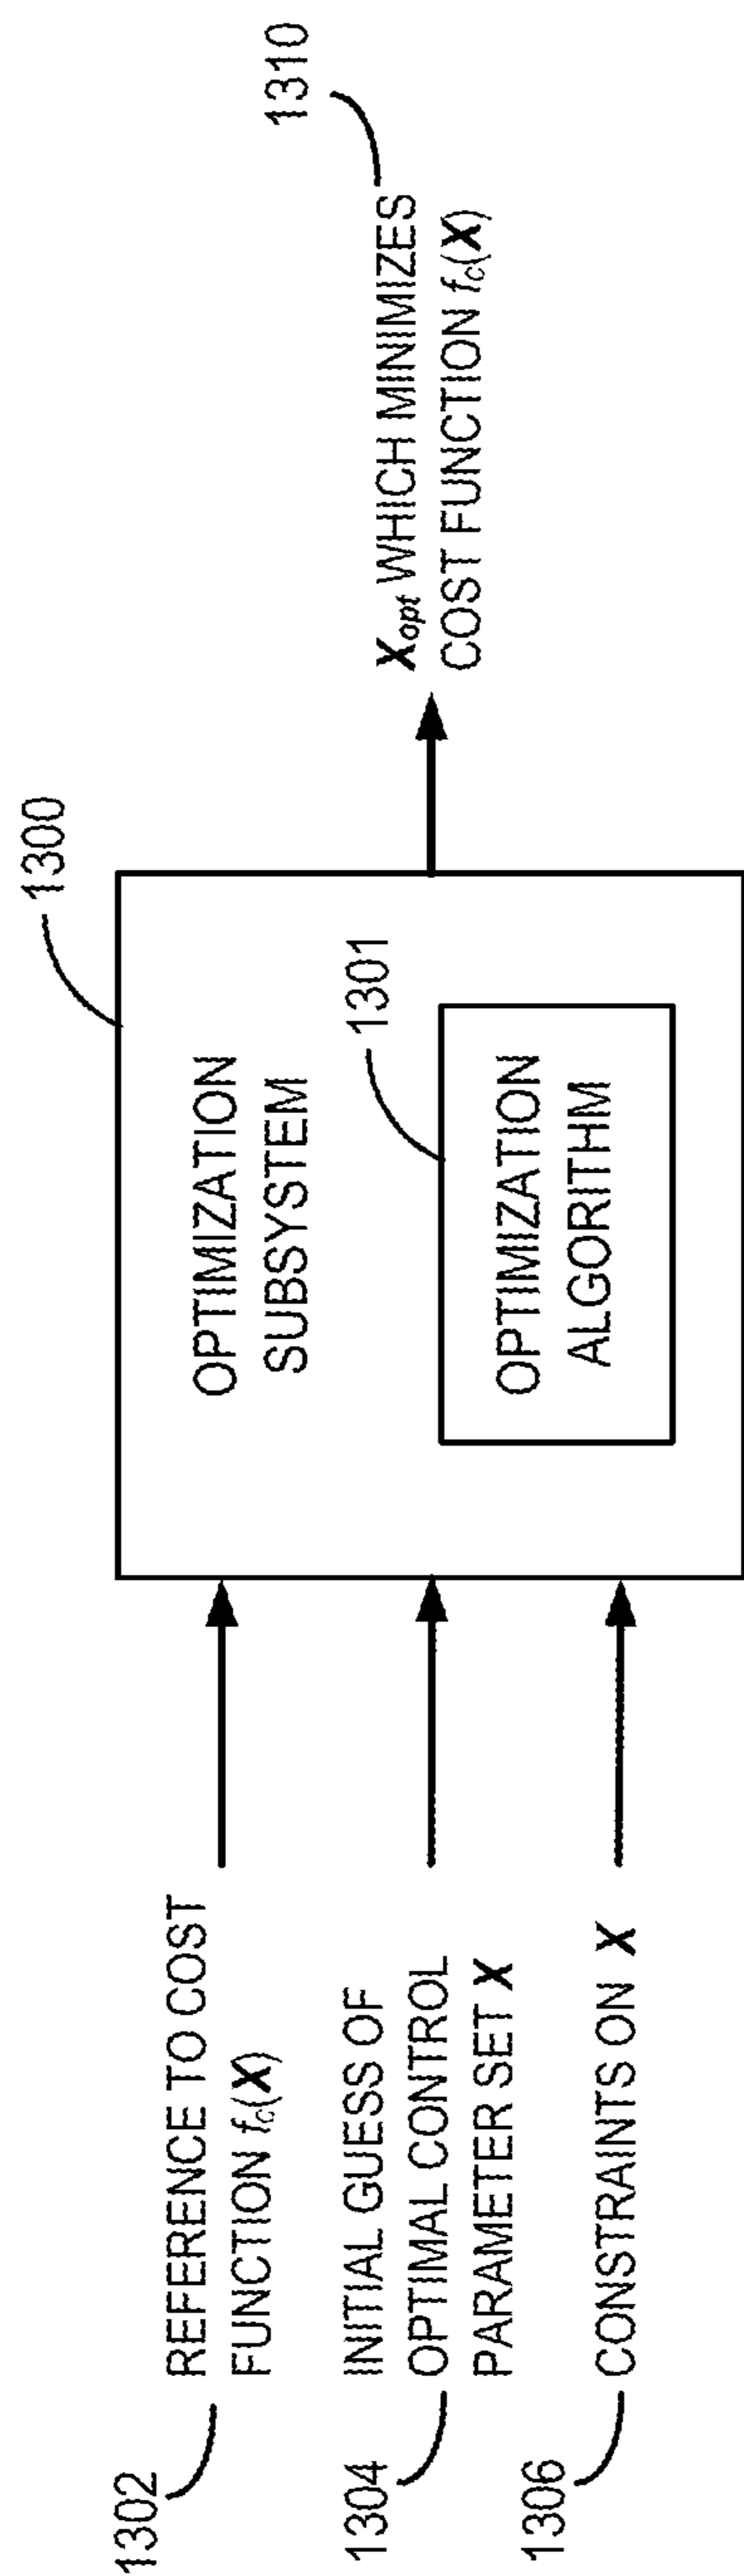 1302
REFERENCE TO COST
FUNCTION fc(X)
1304
INITIAL GUESS OF
OPTIMAL CONTROL
PARAMETER SET X
1306
CONSTRAINTS ON X
1300
OPTIMIZATION
SUBSYSTEM
1301
OPTIMIZATION
ALGORITHM
1310
Xopt WHICH MINIMIZES
COST FUNCTION fc(X)